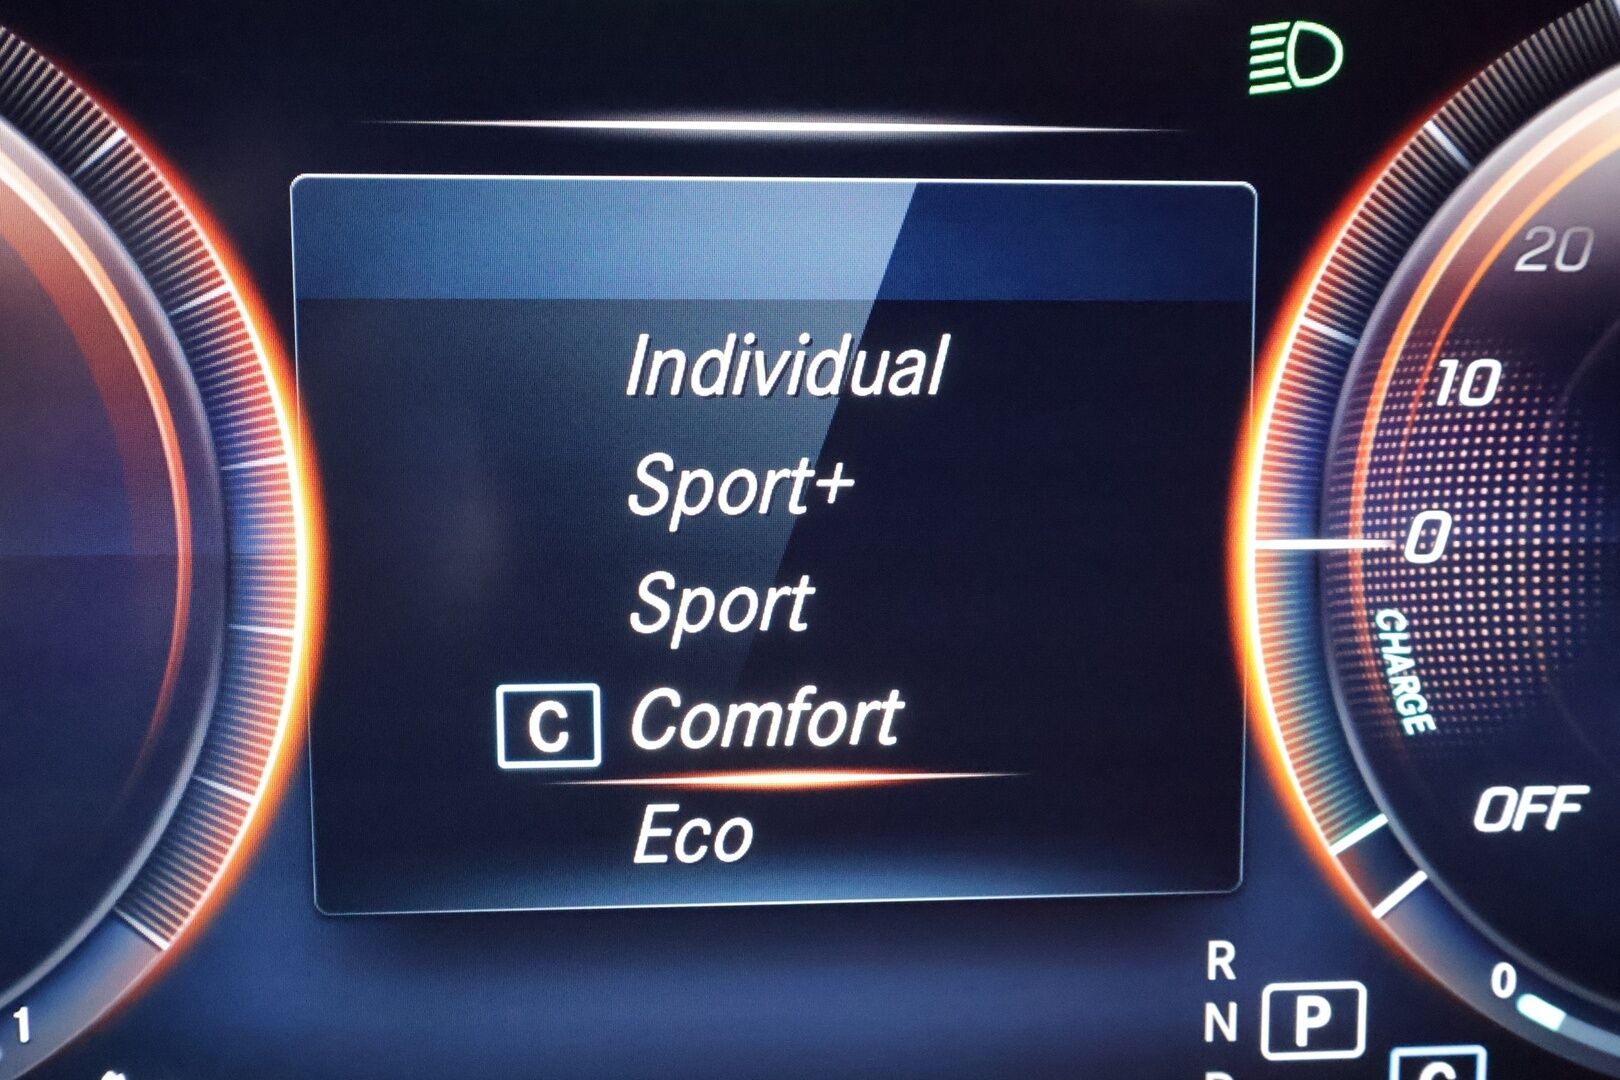 Individual
Sport+
Sport
C Comfort
Eco
20
10
0
CHARGE
OFF
0
1
R
N
P